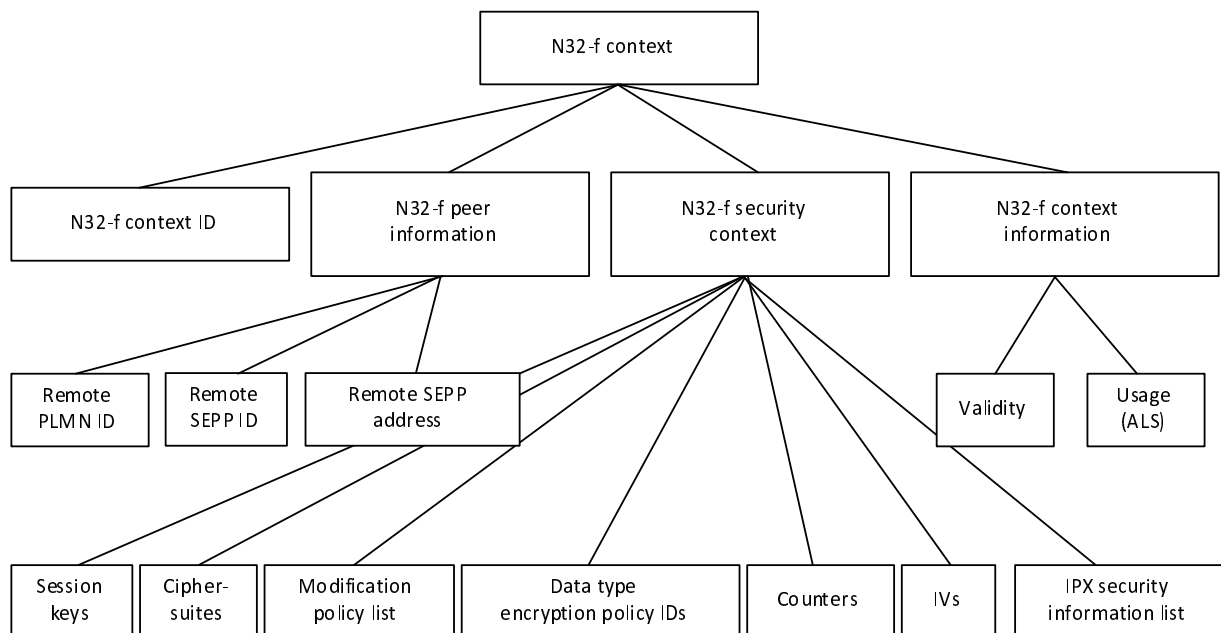 N32-f context
N32-f context ID
N32-f peer
information
N32-f security
context
N32-f context
information
Remote
PLMN ID
Remote
SEPP ID
Remote SEPP
address
Validity
Usage
(ALS)
Session
keys
Cipher-
suites
Modification
policy list
Data type
encryption policy IDs
Counters
IVs
IPX security
information list